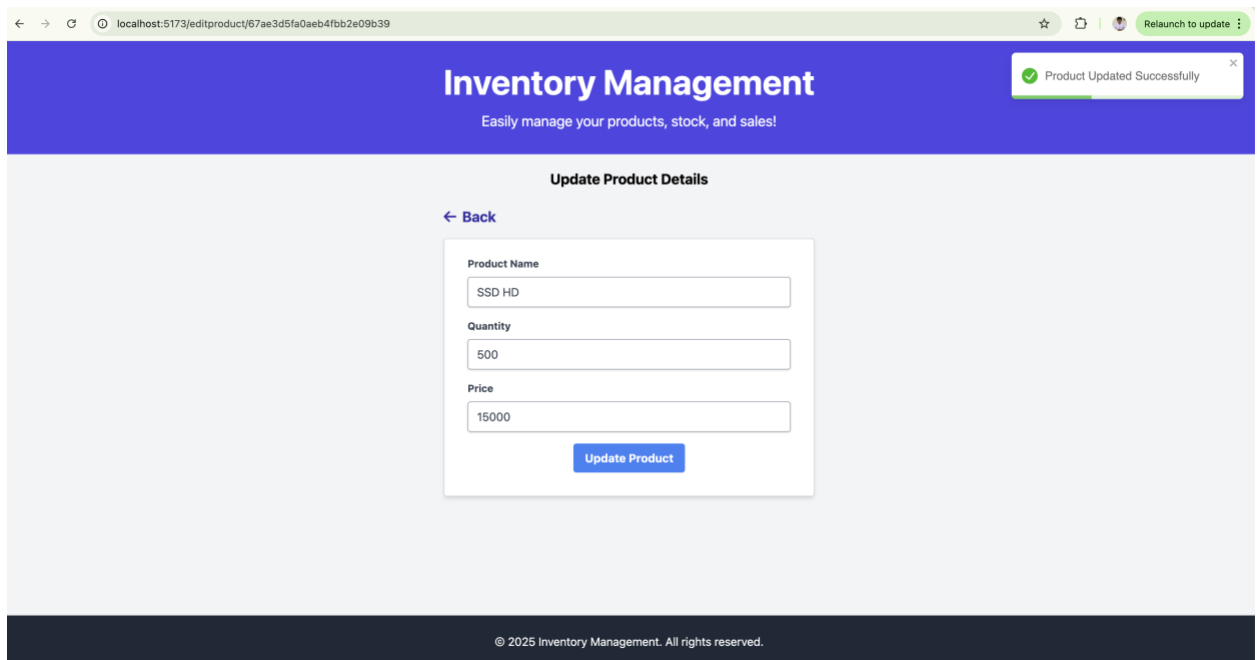 localhost:5173/editproduct/67ae3d5fa0aeb4fbb2e09b39
Relaunch to update
Inventory Management
Easily manage your products, stock, and sales!
Product Updated Successfully
Update Product Details
← Back
Product Name
SSD HD
Quantity
500
Price
15000
Update Product
© 2025 Inventory Management. All rights reserved.